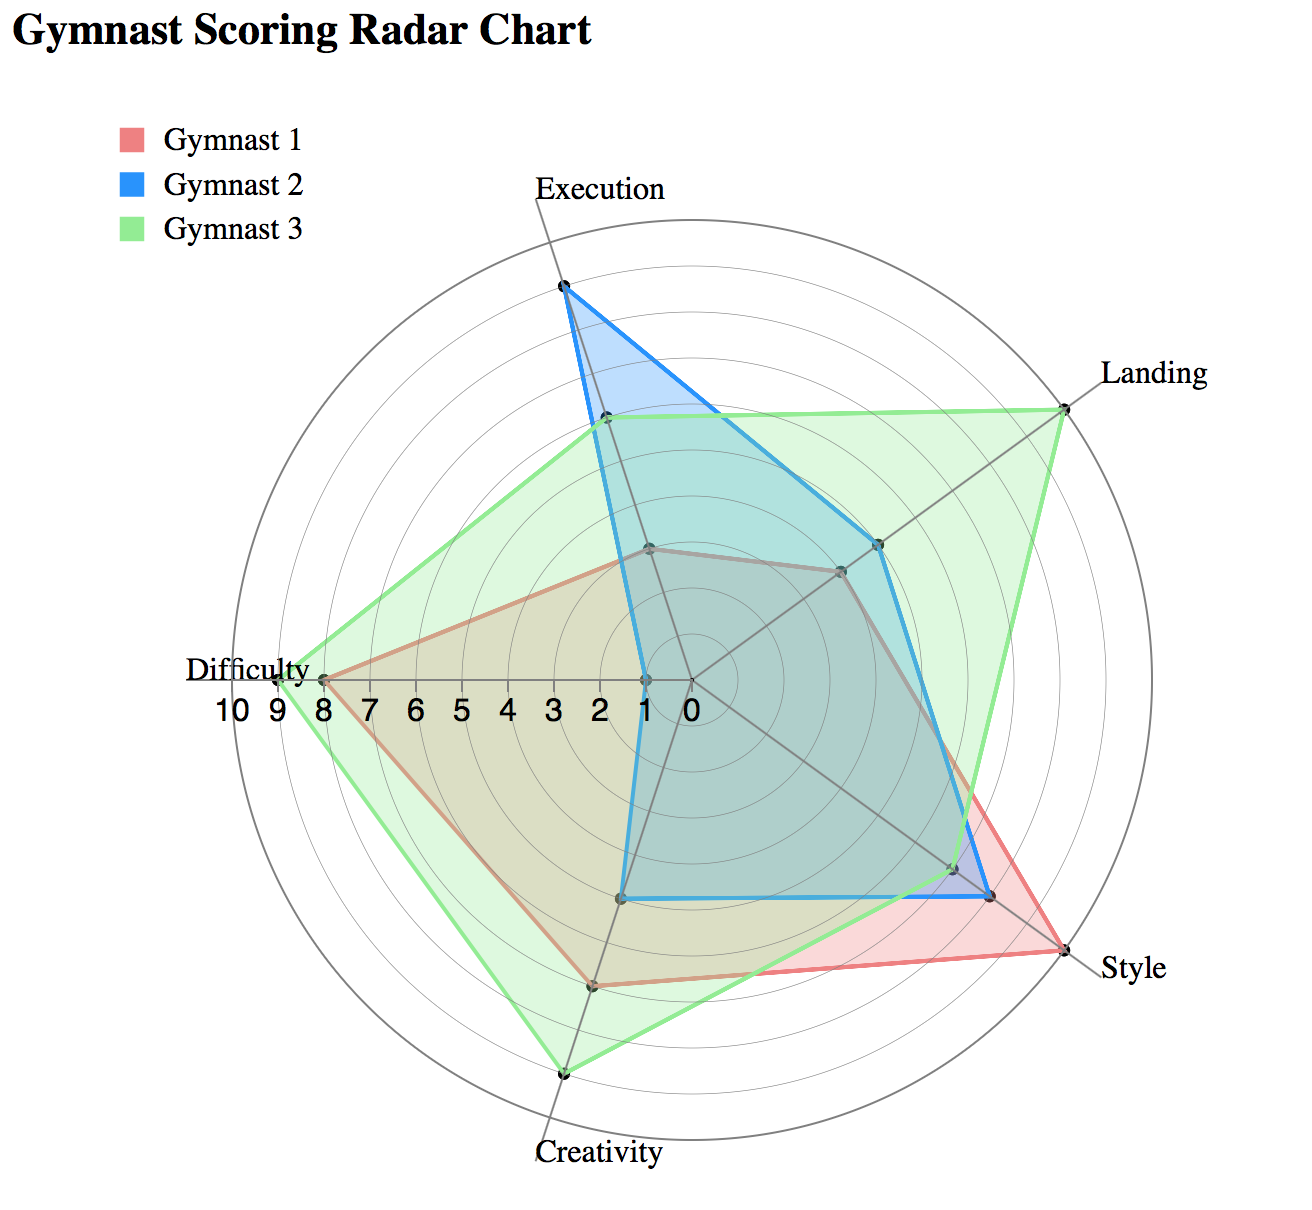 Gymnast Scoring Radar Chart
Gymnast 1
Gymnast 2
Gymnast 3
Execution
Landing
Difficulty
10 9 8 7 6 5 4 3 2 1 0
Style
Creativity